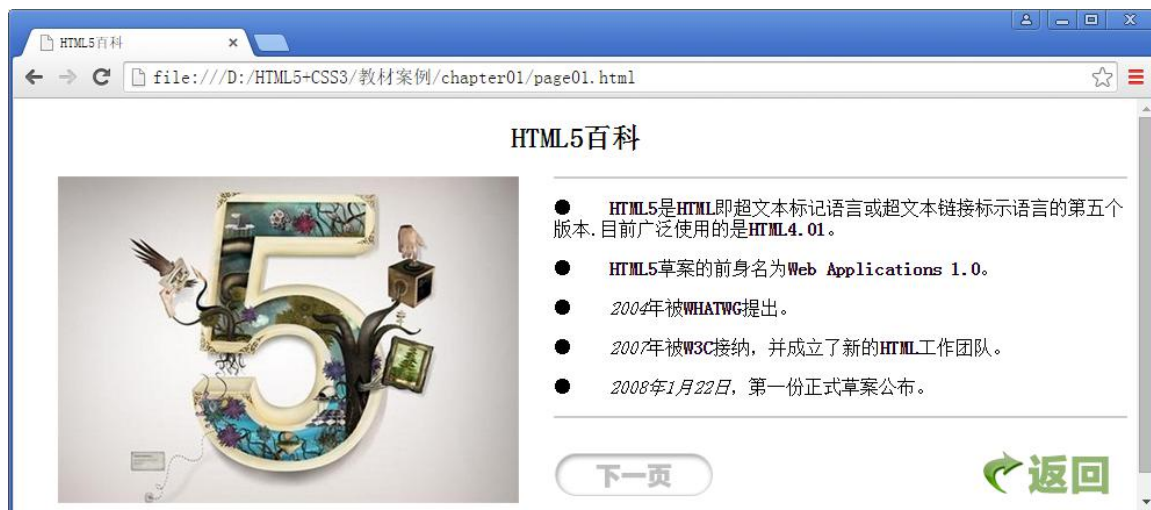 HTML5百科
file:///D:/HTML5+CSS3/教材案例/chapter01/page01.html
HTML5百科
● HTML5是HTML即超文本标记语言或超文本链接标示语言的第五个
版本.目前广泛使用的是HTML4.01。
● HTML5草案的前身名为Web Applications 1.0。
● 2004年被WHATWG提出。
● 2007年被W3C接纳，并成立了新的HTML工作团队。
● 2008年1月22日，第一份正式草案公布。
下一页
返回